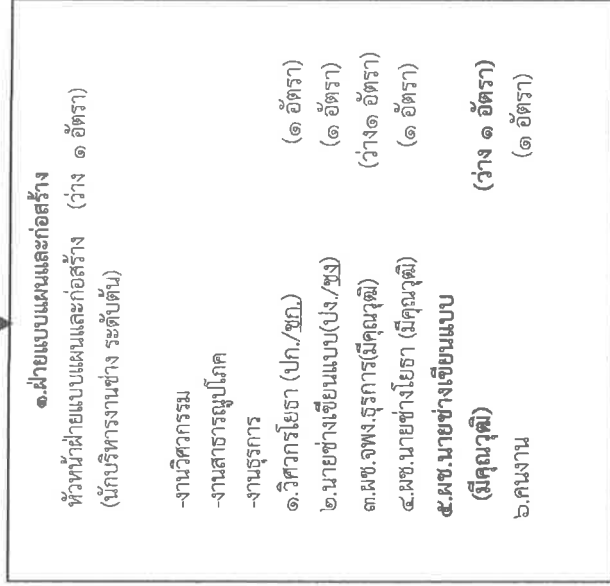 ๑.ฝ่ายแบบแผนและก่อสร้าง
หัวหน้าฝ่ายแบบแผนและก่อสร้าง (ว่าง ๑ อัตรา)
(นักบริหารงานช่าง ระดับต้น)
-งานวิศวกรรม
-งานสาธารณูปโภค
-งานธุรการ
๑.วิศวกรโยธา (ปก./ชก.) (๑ อัตรา)
๒.นายช่างเขียนแบบ(ปง./ชง) (๑ อัตรา)
๓.ผช.จพง.ธุรการ(มีคุณวุฒิ) (ว่าง๑ อัตรา)
๔.ผช.นายช่างโยธา (มีคุณวุฒิ) (๑ อัตรา)
๕.ผช.นายช่างเขียนแบบ
(มีคุณวุฒิ) (ว่าง ๑ อัตรา)
๖.คนงาน (๑ อัตรา)